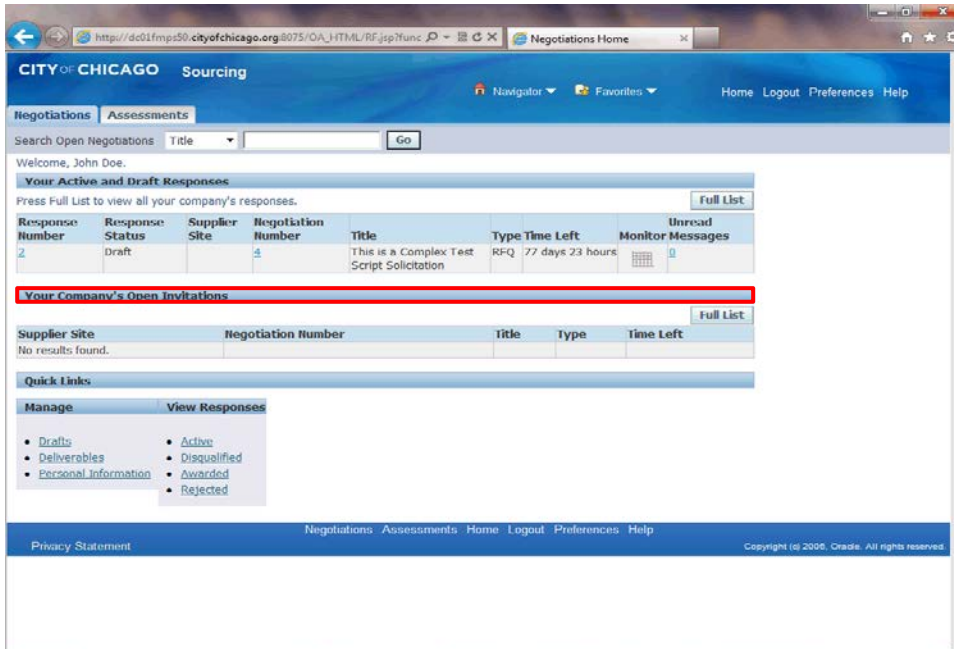 http://dc01fmps50.cityofchicago.org:8075/OA_HTML/RF.jsp?func
Negotiations Home
CITY OF CHICAGO Sourcing
Navigator Favorites Home Logout Preferences Help
Negotiations Assessments
Search Open Negotiations Title Go
Welcome, John Doe.
Your Active and Draft Responses
Press Full List to view all your company's responses. Full List
Response Number Response Status Supplier Site Negotiation Number Title Type Time Left Monitor Unread Messages
2 Draft 4 This is a Complex Test Script Solicitation RFQ 77 days 23 hours 0
Your Company's Open Invitations
Full List
Supplier Site Negotiation Number Title Type Time Left
No results found.
Quick Links
Manage View Responses
• Drafts • Active
• Deliverables • Disqualified
• Personal Information • Awarded
• Rejected
Negotiations Assessments Home Logout Preferences Help
Privacy Statement Copyright (c) 2006, Oracle. All rights reserved.